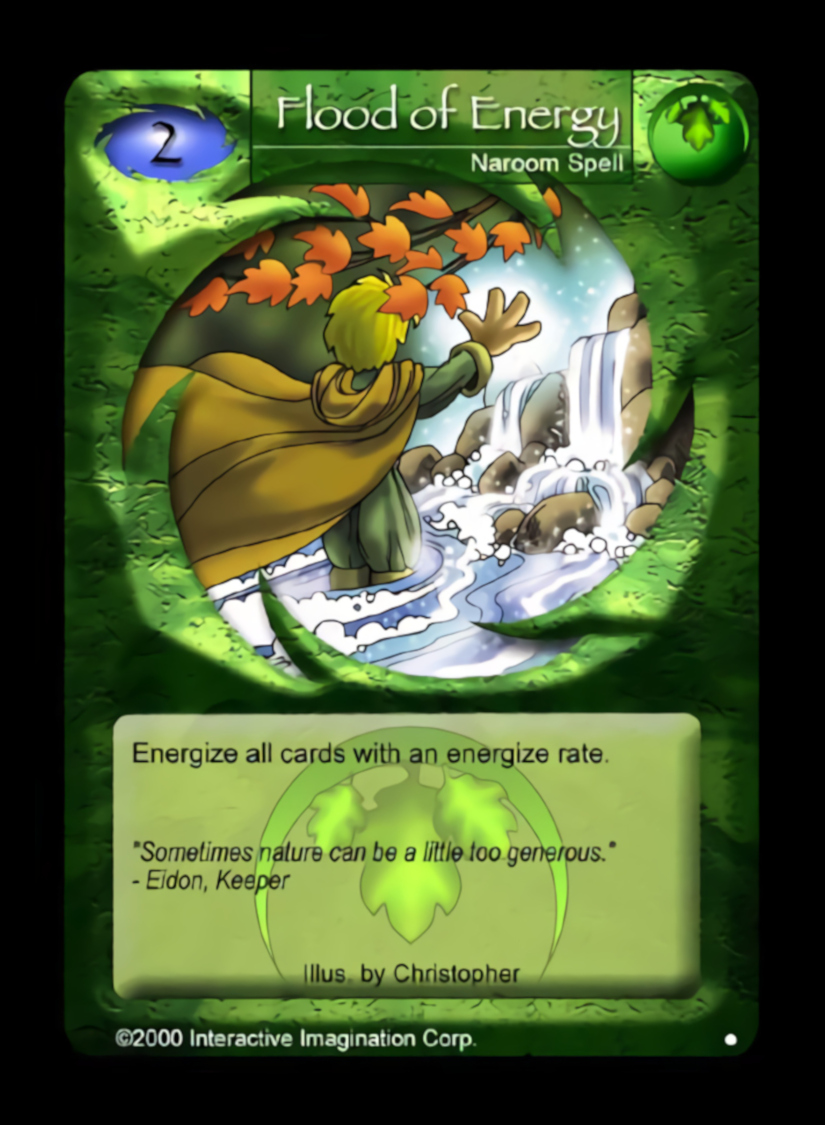 2
Flood of Energy
Naroom Spell
Energize all cards with an energize rate.
"Sometimes nature can be a little too generous."
- Eidon, Keeper
Illus. by Christopher
©2000 Interactive Imagination Corp.